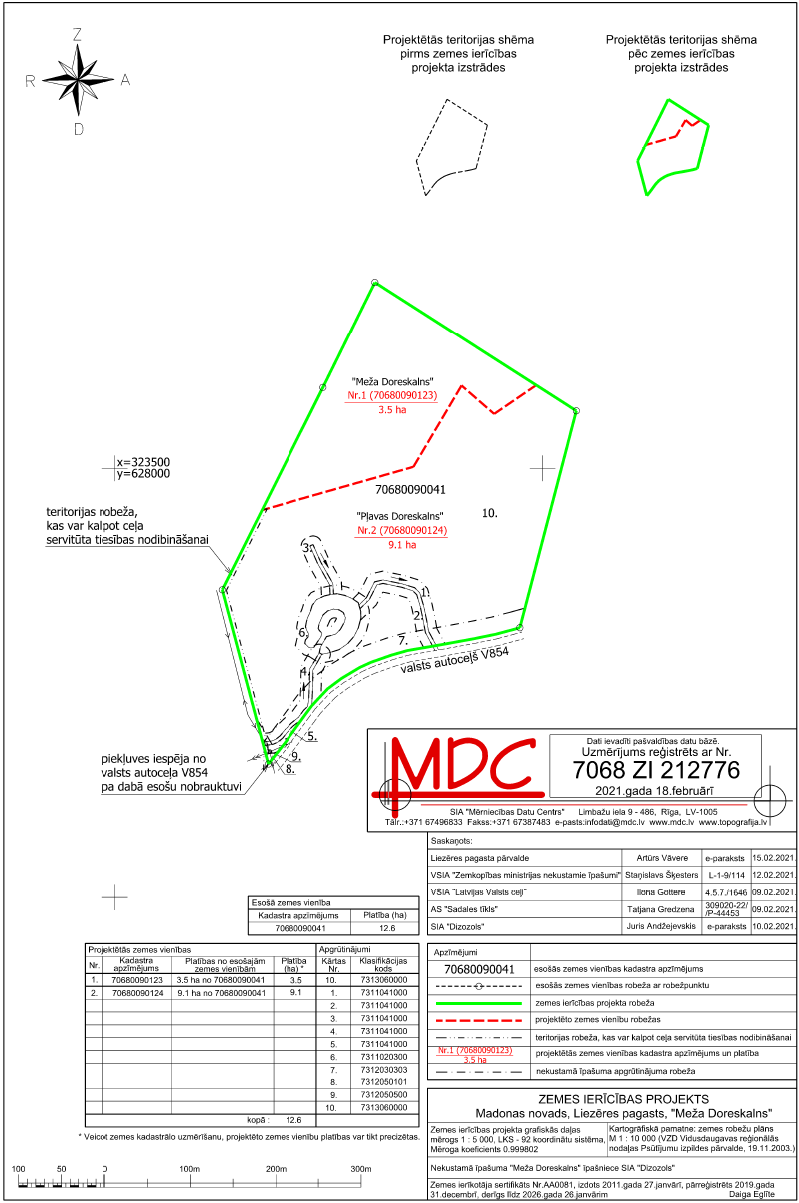 Z
R
A
D
Projektētās teritorijas shēma
pirms zemes ierīcības
projekta izstrādes
Projektētās teritorijas shēma
pēc zemes ierīcības
projekta izstrādes
"Meža Doreskalns"
Nr.1 (70680090123)
3.5 ha
x=323500
y=628000
70680090041
teritorijas robeža,
kas var kalpot ceļa
servitūta tiesības nodibināšanai
"Pļavas Doreskalns"
Nr.2 (70680090124)
9.1 ha
10.
3.
1.
2.
6.
7.
4.
valsts autoceļš V854
5.
9.
8.
piekļuves iespēja no
valsts autoceļa V854
pa dabā esošu nobrauktuvi
MDC
Dati ievadīti pašvaldības datu bāzē.
Uzmērījums reģistrēts ar Nr.
7068 ZI 212776
2021.gada 18.februārī
SIA "Mērniecības Datu Centrs" Limbažu iela 9 - 486, Rīga, LV-1005
Tālr.:+371 67496833 Fakss:+371 67387483 e-pasts:infodati@mdc.lv www.mdc.lv www.topografija.lv
Saskaņots:
Liezēres pagasta pārvalde Artūrs Vāvere e-paraksts 15.02.2021.
VSIA "Zemkopības ministrijas nekustamie īpašumi" Staņislavs Šķesters L-1-9/114 12.02.2021.
VSIA "Latvijas Valsts ceļi" Ilona Gottere 4.5.7./1646 09.02.2021.
AS "Sadales tīkls" Tatjana Gredzena 309020-22/ /P-44453 09.02.2021.
SIA "Dizozols" Juris Andžejevskis e-paraksts 10.02.2021.
Esošā zemes vienība
Kadastra apzīmējums Platība (ha)
70680090041 12.6
Projektētās zemes vienības Apgrūtinājumi
Nr. Kadastra apzīmējums Platības no esošajām zemes vienībām Platība (ha) * Kārtas Nr. Klasifikācijas kods
1. 70680090123 3.5 ha no 70680090041 3.5 10. 7313060000
2. 70680090124 9.1 ha no 70680090041 9.1 1. 7311041000
2. 7311041000
3. 7311041000
4. 7311041000
5. 7311041000
6. 7311020300
7. 7312030303
8. 7312050101
9. 7312050500
10. 7313060000
kopā : 12.6
* Veicot zemes kadastrālo uzmērīšanu, projektēto zemes vienību platības var tikt precizētas.
Apzīmējumi
70680090041 esošās zemes vienības kadastra apzīmējums
esošās zemes vienības robeža ar robežpunktu
zemes ierīcības projekta robeža
projektēto zemes vienību robežas
teritorijas robeža, kas var kalpot ceļa servitūta tiesības nodibināšanai
Nr.1 (70680090123)
3.5 ha
projektētās zemes vienības kadastra apzīmējums un platība
nekustamā īpašuma apgrūtinājuma robeža
ZEMES IERĪCĪBAS PROJEKTS
Madonas novads, Liezēres pagasts, "Meža Doreskalns"
Zemes ierīcības projekta grafiskās daļas
mērogs 1 : 5 000, LKS - 92 koordinātu sistēma,
Mēroga koeficients 0.999802
Kartogrāfiskā pamatne: zemes robežu plāns
M 1 : 10 000 (VZD Vidusdaugavas reģionālās
nodaļas Psūtījumu izpildes pārvalde, 19.11.2003.)
Nekustamā īpašuma "Meža Doreskalns" īpašniece SIA "Dizozols"
Zemes ierīkotāja sertifikāts Nr.AA0081, izdots 2011.gada 27.janvārī, pārreģistrēts 2019.gada
31.decembrī, derīgs līdz 2026.gada 26.janvārim Daiga Eglīte
100 50 0 100m 200m 300m